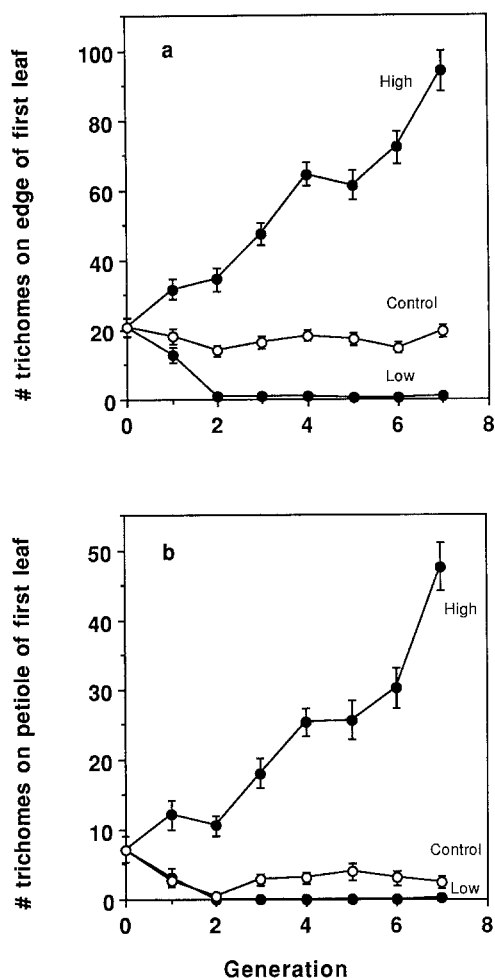 # trichomes on edge of first leaf
a
100
80
60
40
20
0
High
Control
Low
0 2 4 6 8
# trichomes on petiole of first leaf
b
50
40
30
20
10
0
High
Control
Low
0 2 4 6 8
Generation